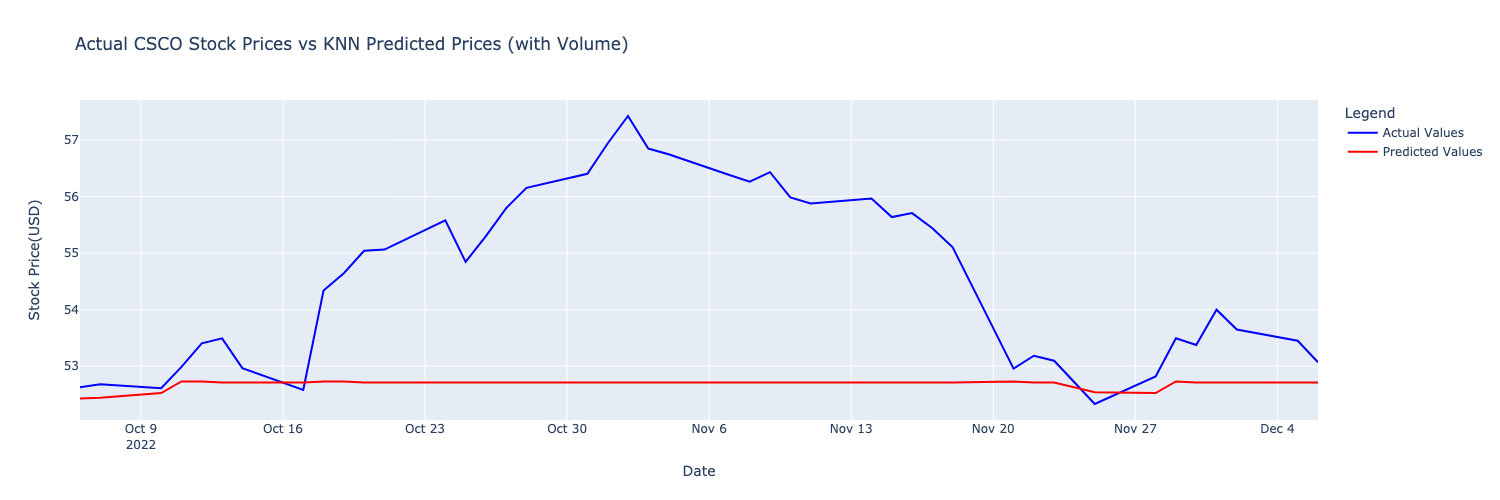 Actual CSCO Stock Prices vs KNN Predicted Prices (with Volume)
Legend
Actual Values
Predicted Values
Stock Price(USD)
57
56
55
54
53
Oct 9
2022
Oct 16
Oct 23
Oct 30
Nov 6
Nov 13
Nov 20
Nov 27
Dec 4
Date